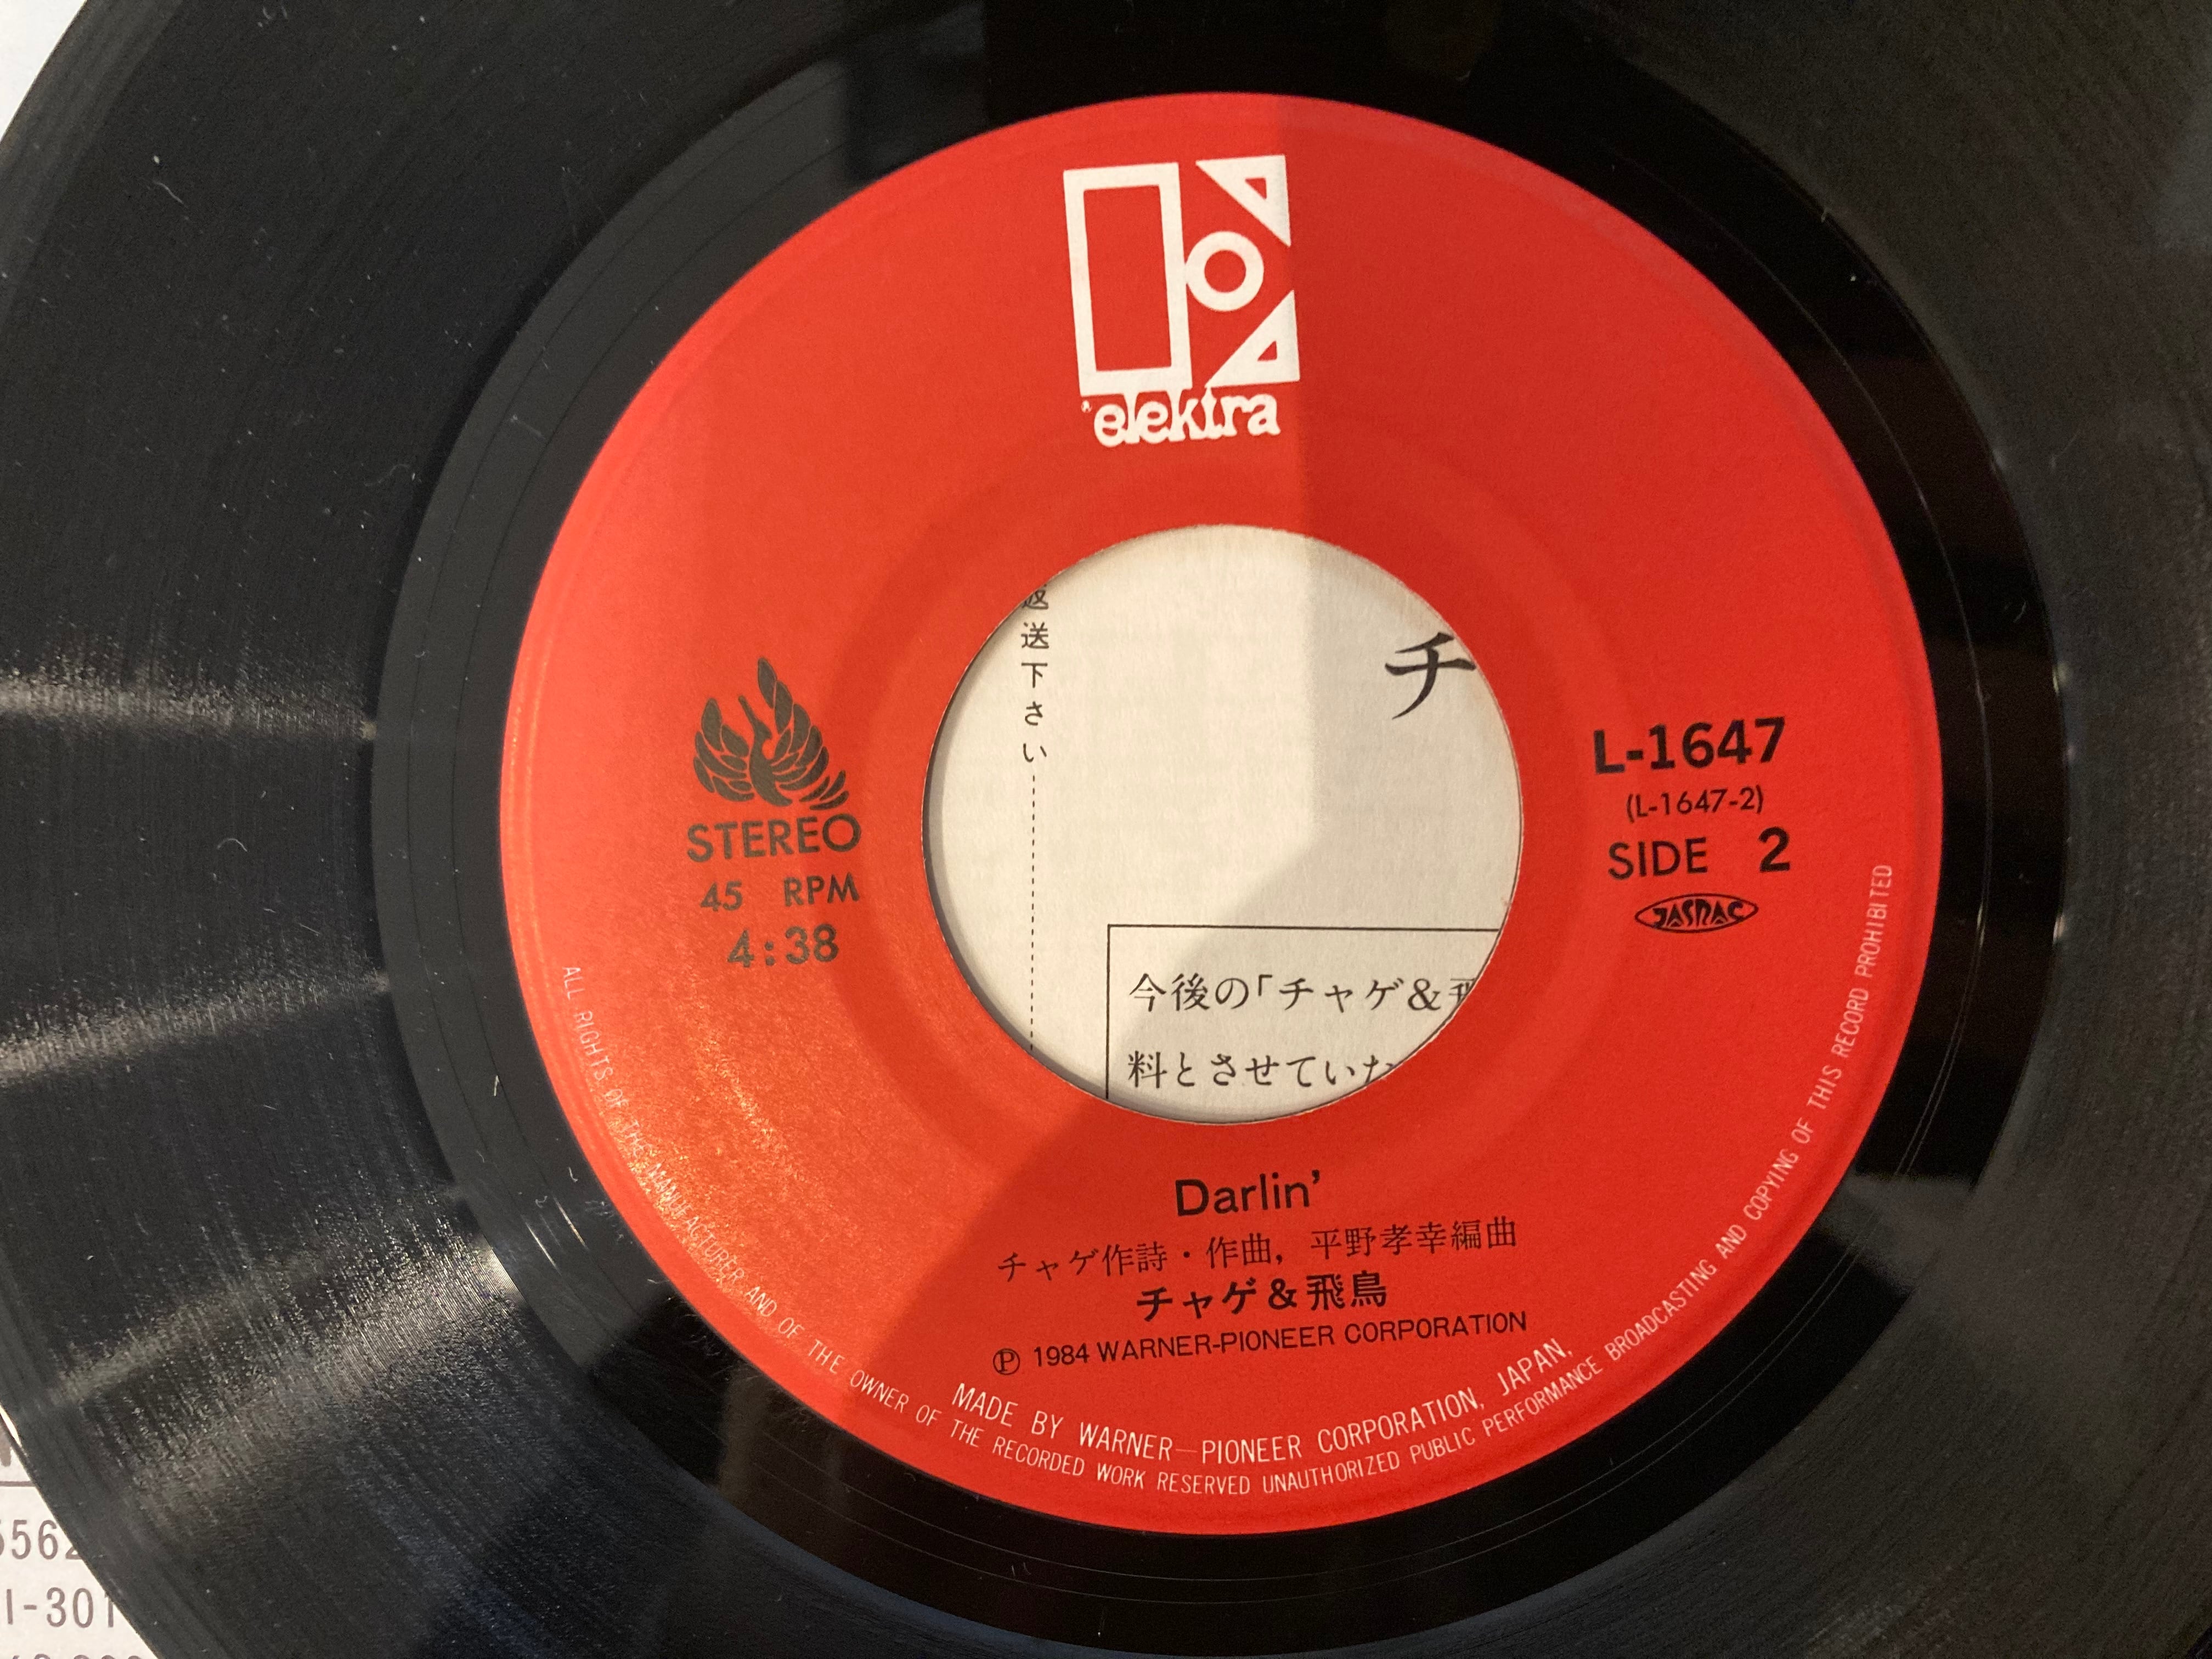 elektra
返送下さい
チ
STEREO
45 RPM
4:38
L-1647
(L-1647-2)
SIDE 2
JASRAC
今後の「チャゲ&
料とさせていた
Darlin'
チャゲ作詩・作曲, 平野孝幸編曲
チャゲ&飛鳥
Ⓟ 1984 WARNER-PIONEER CORPORATION
MADE BY WARNER-PIONEER CORPORATION, JAPAN,
ALL RIGHTS OF THE MANUFACTURER AND OF THE OWNER OF THE RECORDED WORK RESERVED UNAUTHORIZED PUBLIC PERFORMANCE BROADCASTING AND COPYING OF THIS RECORD PROHIBITED
562
1-301